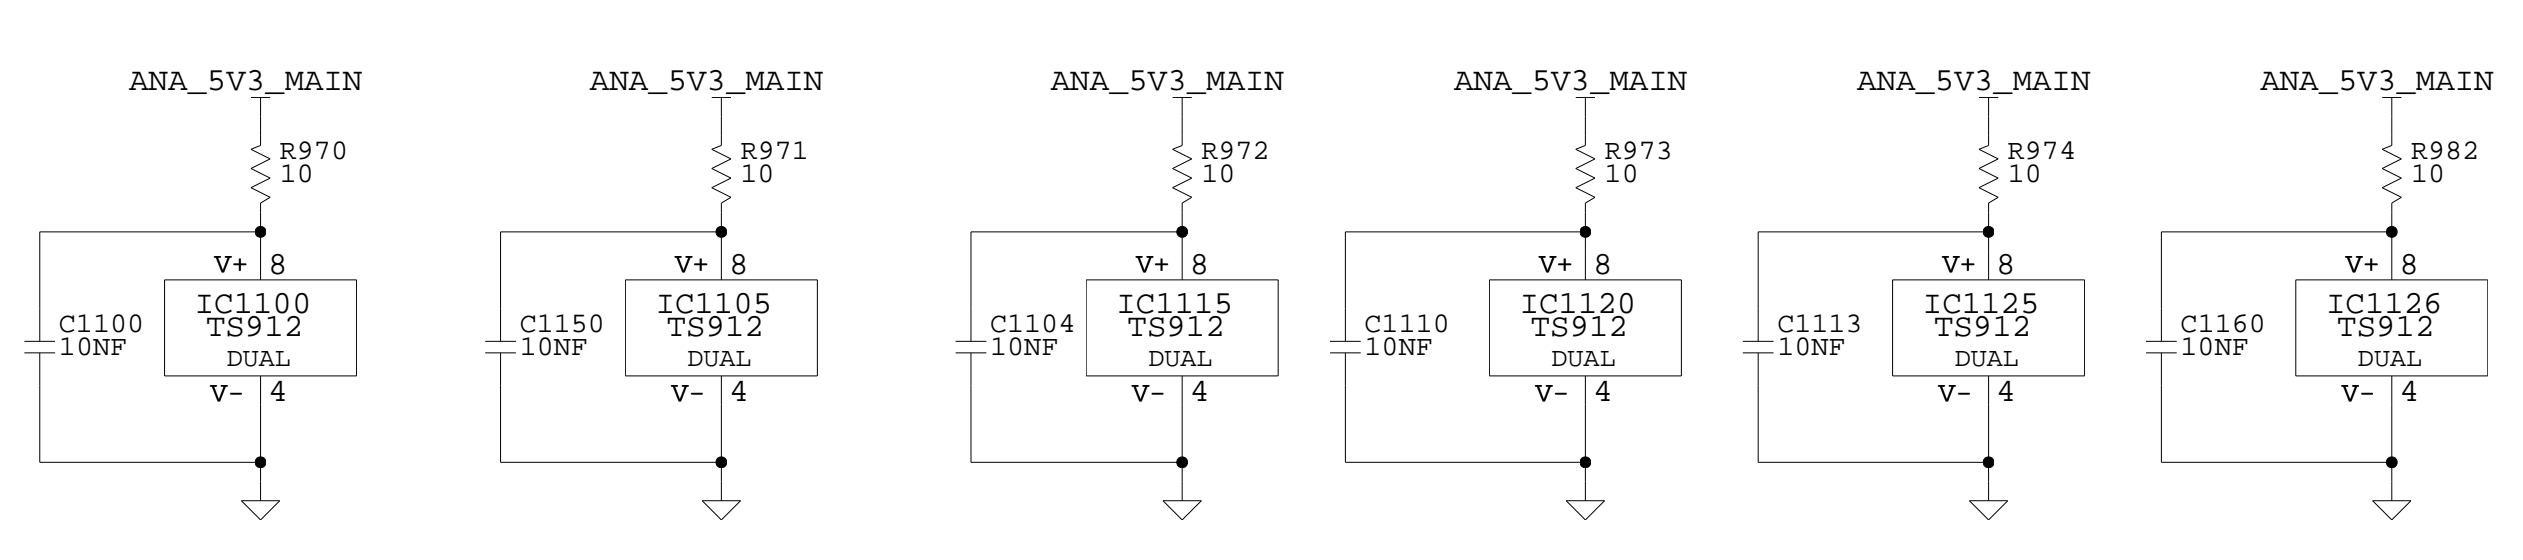 ANA_5V3_MAIN
R970
10
V+ 8
IC1100
TS912
DUAL
C1100
10NF
V- 4
ANA_5V3_MAIN
R971
10
V+ 8
IC1105
TS912
DUAL
C1150
10NF
V- 4
ANA_5V3_MAIN
R972
10
V+ 8
IC1115
TS912
DUAL
C1104
10NF
V- 4
ANA_5V3_MAIN
R973
10
V+ 8
IC1120
TS912
DUAL
C1110
10NF
V- 4
ANA_5V3_MAIN
R974
10
V+ 8
IC1125
TS912
DUAL
C1113
10NF
V- 4
ANA_5V3_MAIN
R982
10
V+ 8
IC1126
TS912
DUAL
C1160
10NF
V- 4